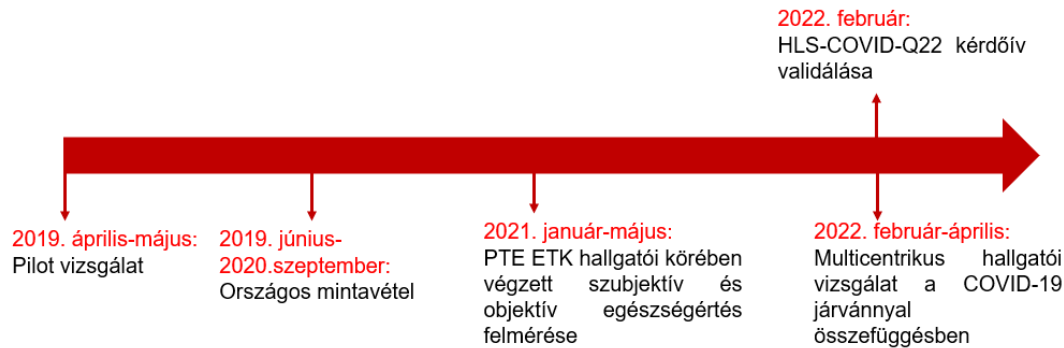 2022. február:
HLS-COVID-Q22 kérdőív
validálása
2019. április-május:
Pilot vizsgálat
2019. június-
2020.szeptember:
Országos mintavétel
2021. január-május:
PTE ETK hallgatói körében
végzett szubjektív és
objektív egészségértés
felmérése
2022. február-április:
Multicentrikus hallgatói
vizsgálat a COVID-19
járvánnyal
összefüggésben